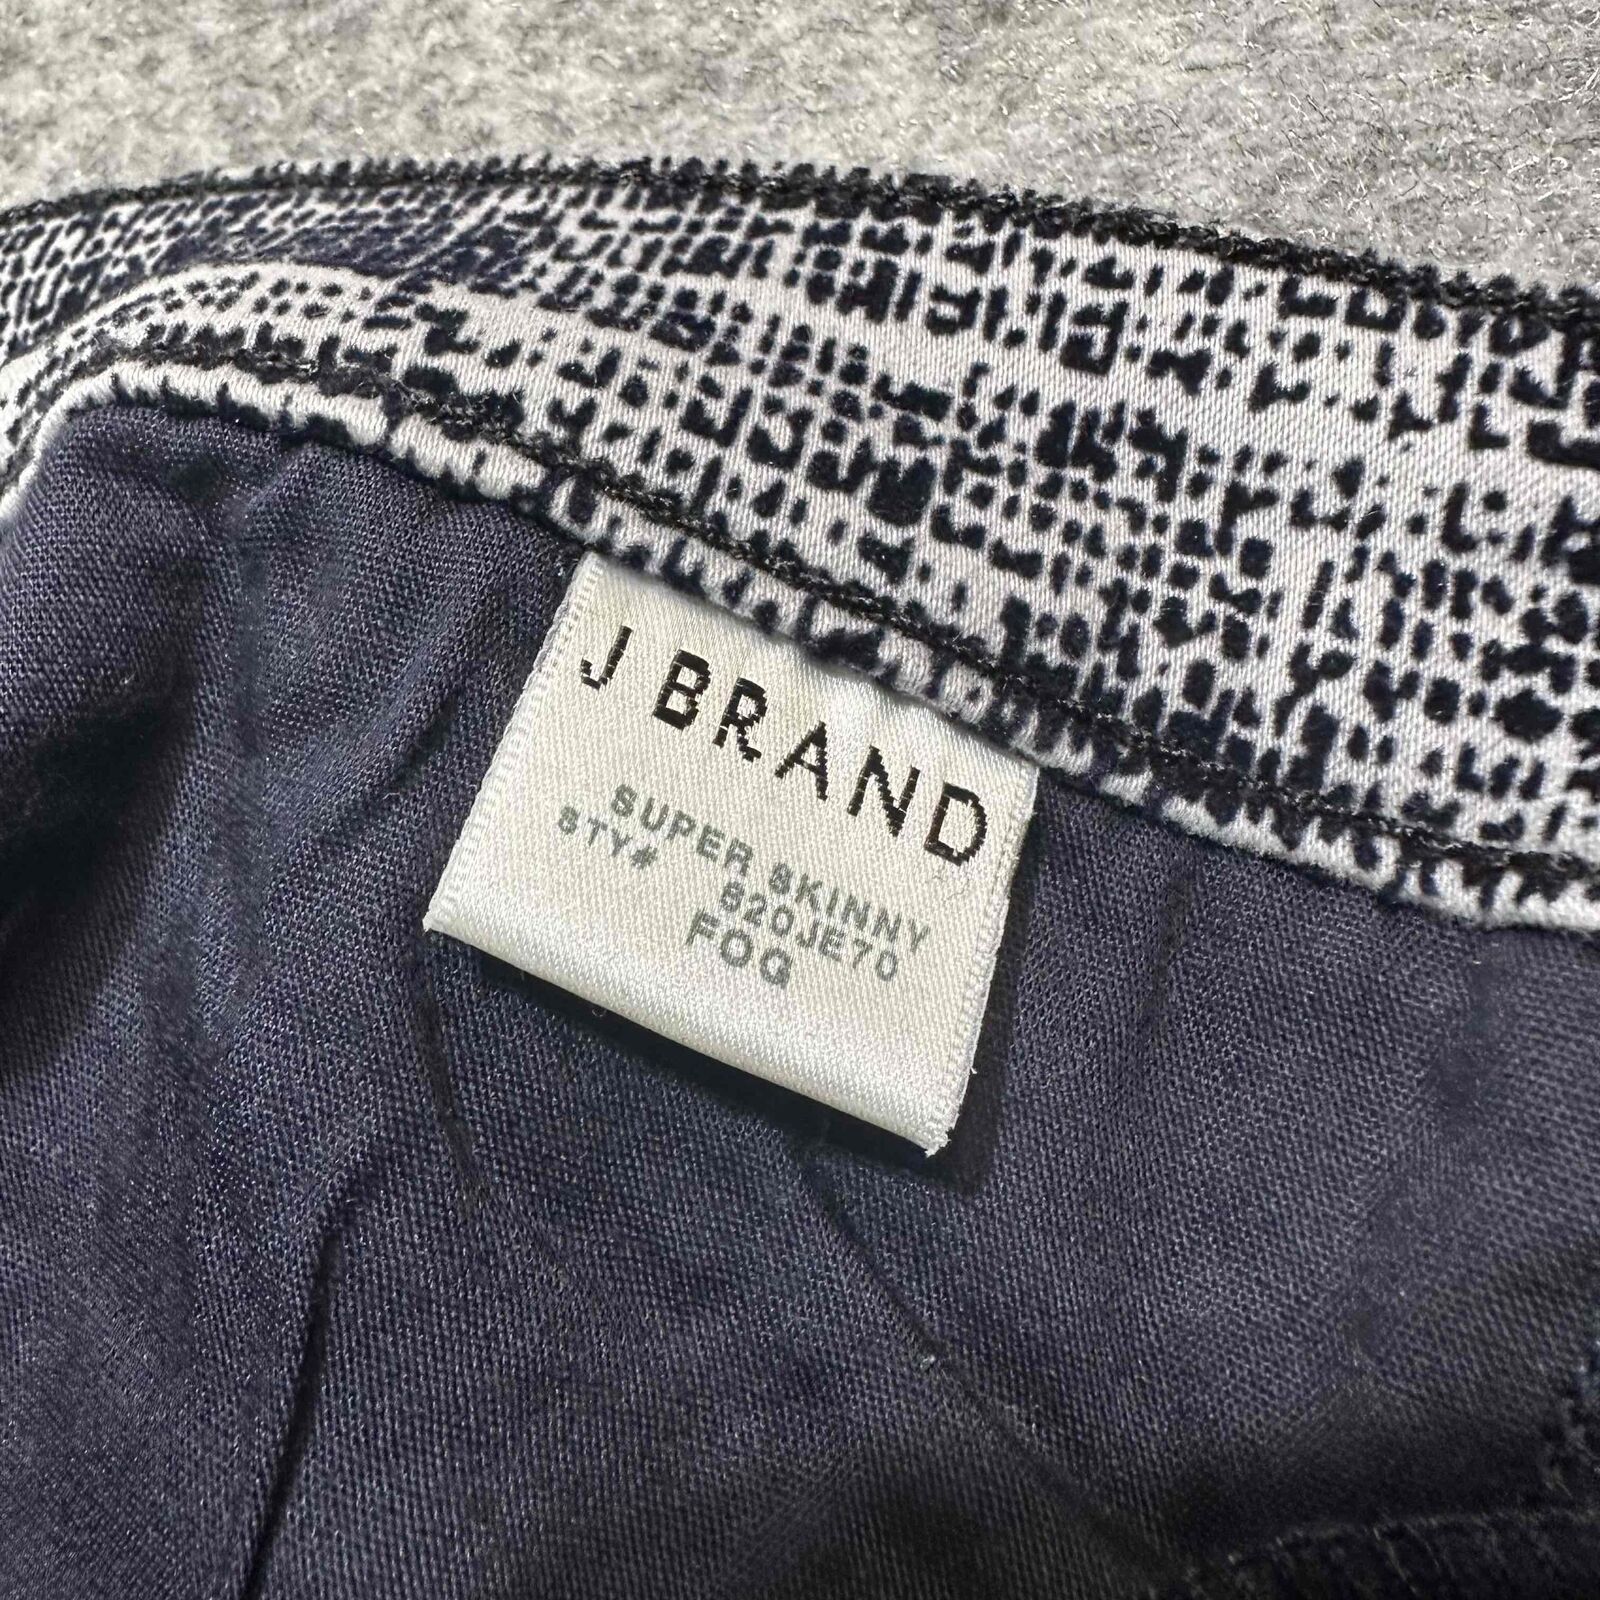 J BRAND
SUPER SKINNY
STY# 620JE70
FOG